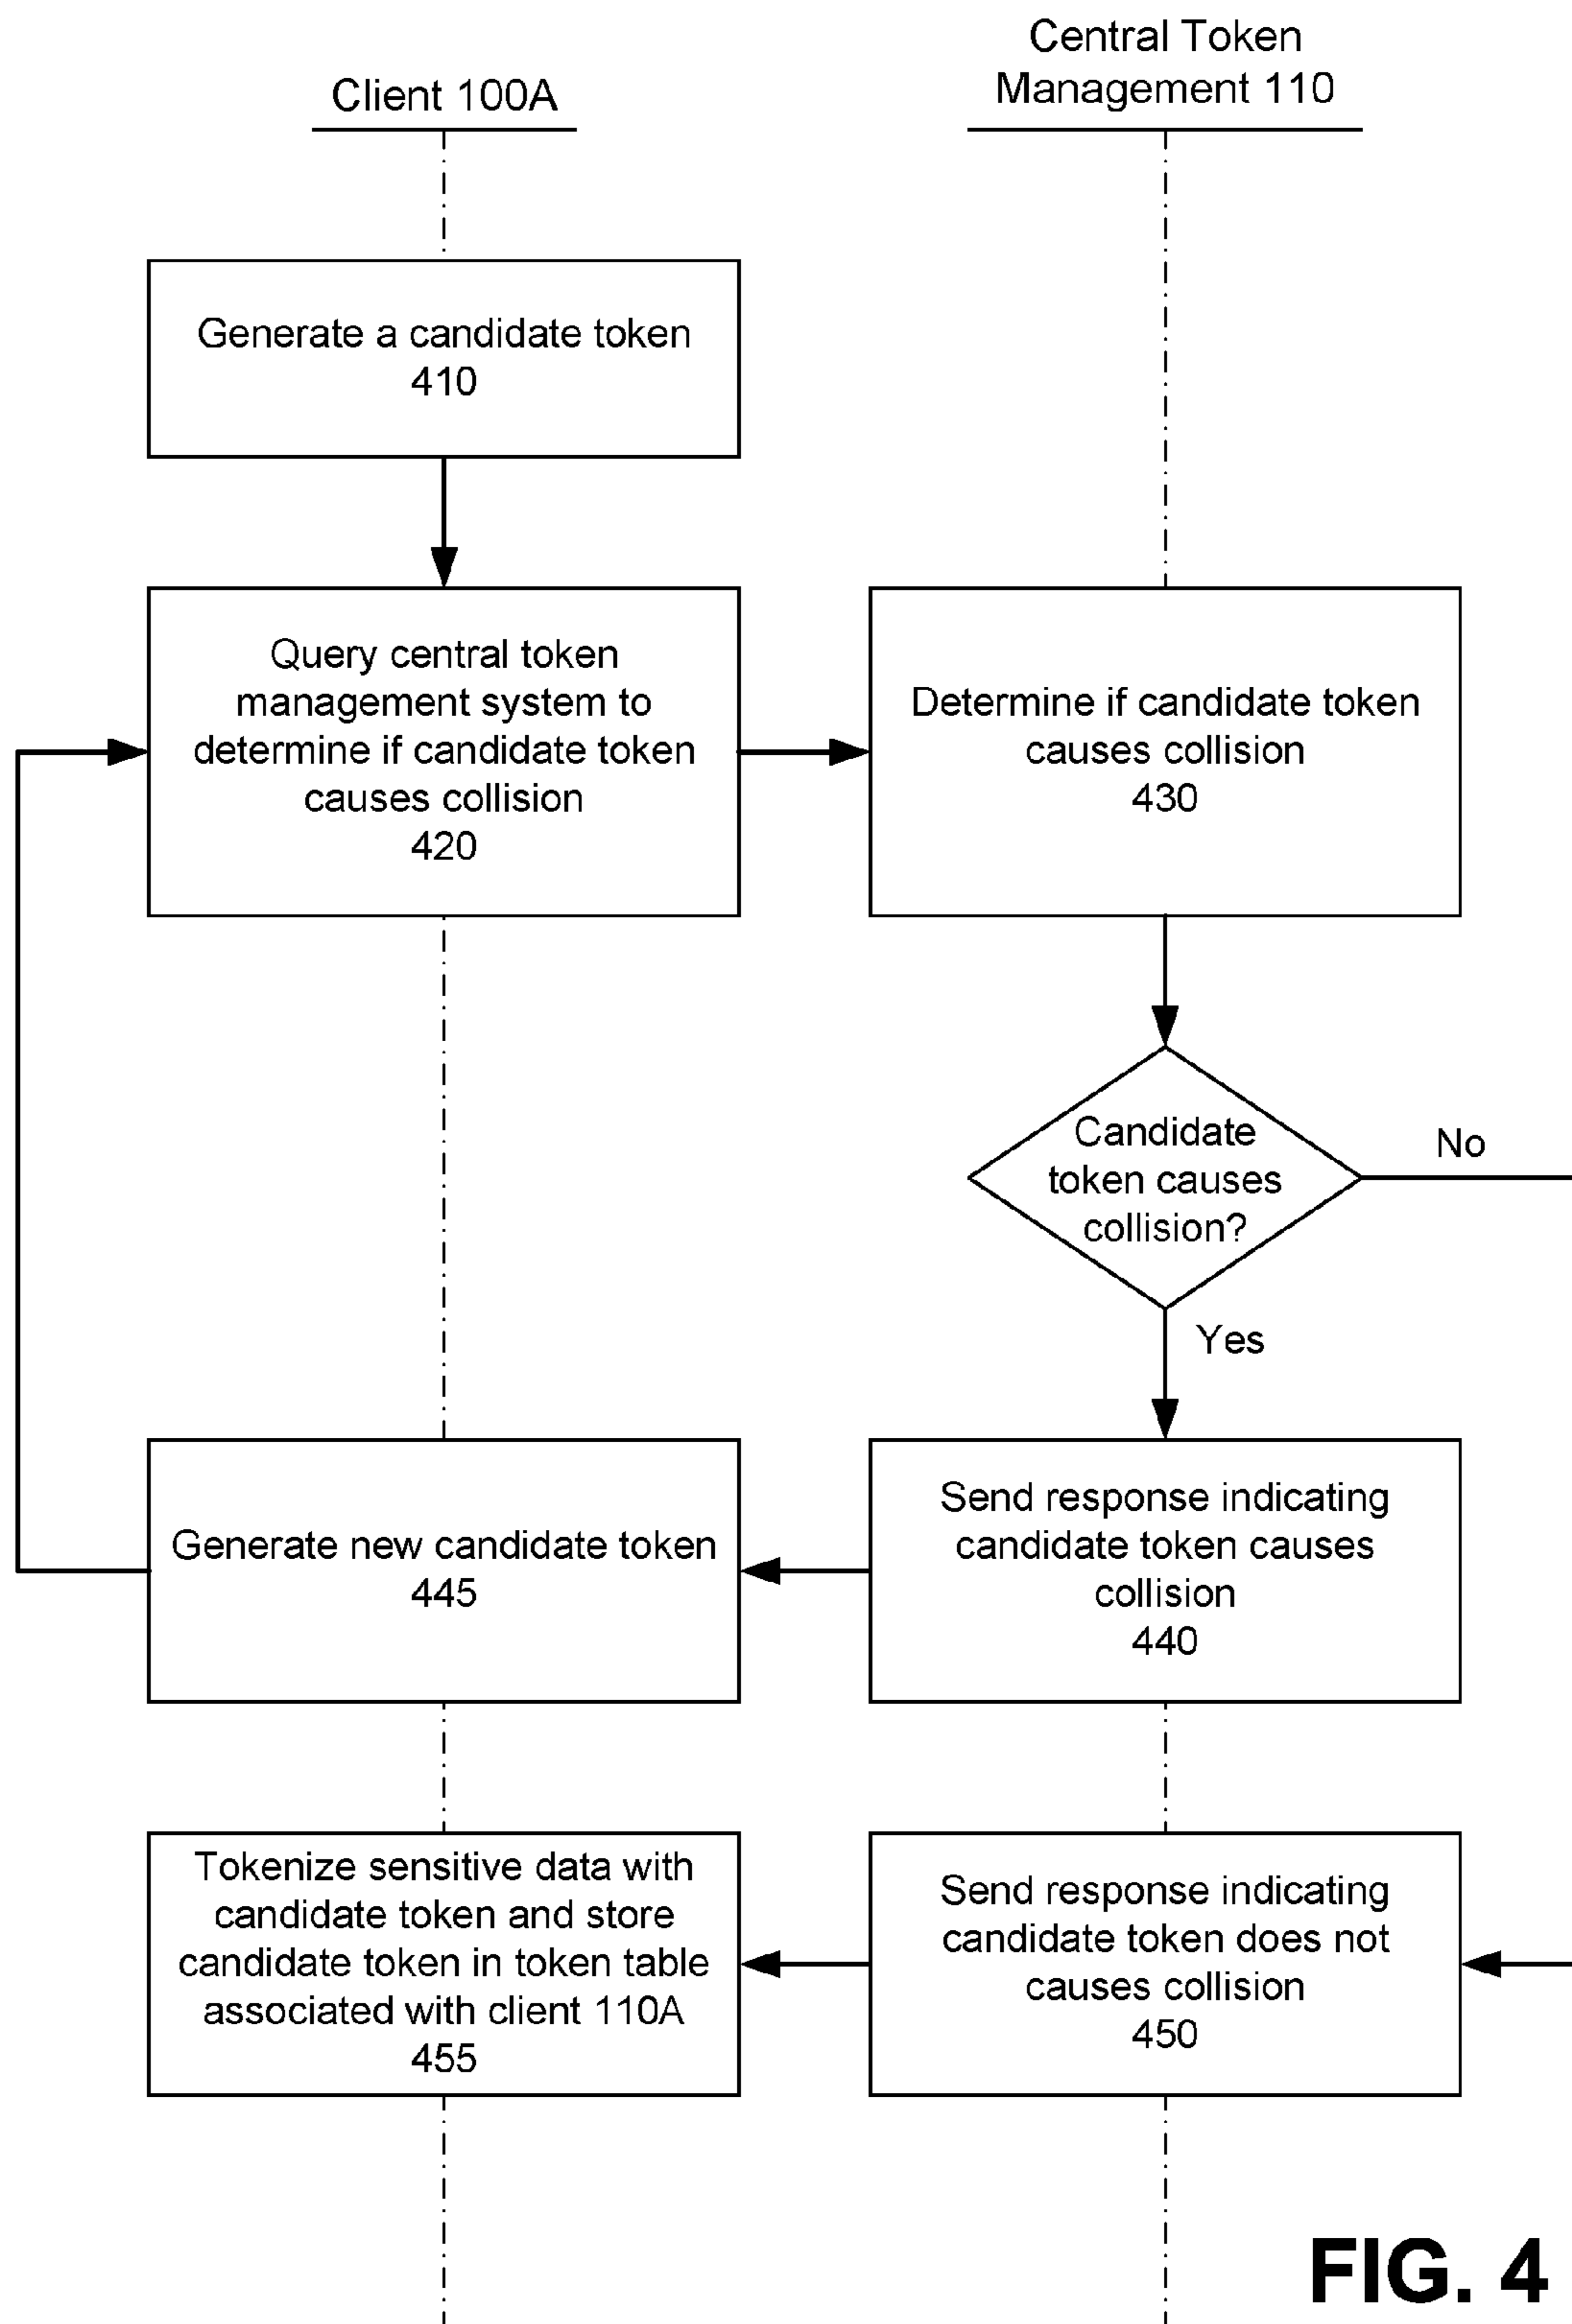 Client 100A
Central Token
Management 110
Generate a candidate token
410
Query central token
management system to
determine if candidate token
causes collision
420
Determine if candidate token
causes collision
430
Candidate
token causes
collision?
No
Yes
Send response indicating
candidate token causes
collision
440
Generate new candidate token
445
Send response indicating
candidate token does not
causes collision
450
Tokenize sensitive data with
candidate token and store
candidate token in token table
associated with client 110A
455
FIG. 4